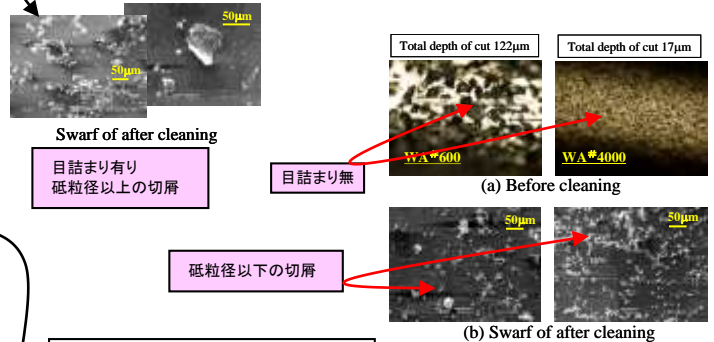 50μm
50μm
Swarf of after cleaning
目詰まり有り
砥粒径以上の切屑
Total depth of cut 122μm
Total depth of cut 17μm
目詰まり無
WA#600
WA#4000
(a) Before cleaning
砥粒径以下の切屑
50μm
50μm
(b) Swarf of after cleaning